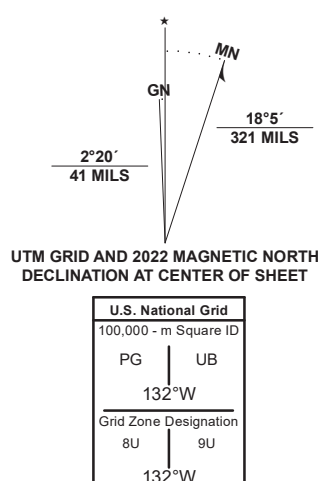 ★
MN
GN
18°5´
321 MILS
2°20´
41 MILS
UTM GRID AND 2022 MAGNETIC NORTH
DECLINATION AT CENTER OF SHEET
U.S. National Grid
100,000 - m Square ID
PG UB
132°W
Grid Zone Designation
8U 9U
132°W